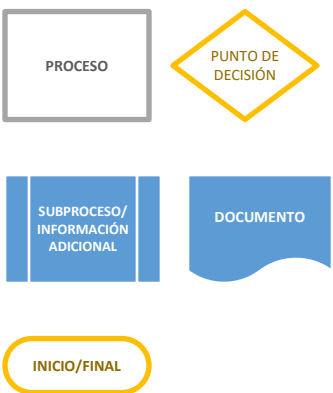 PROCESO
PUNTO DE
DECISIÓN
SUBPROCESO/
INFORMACIÓN
ADICIONAL
DOCUMENTO
INICIO/FINAL